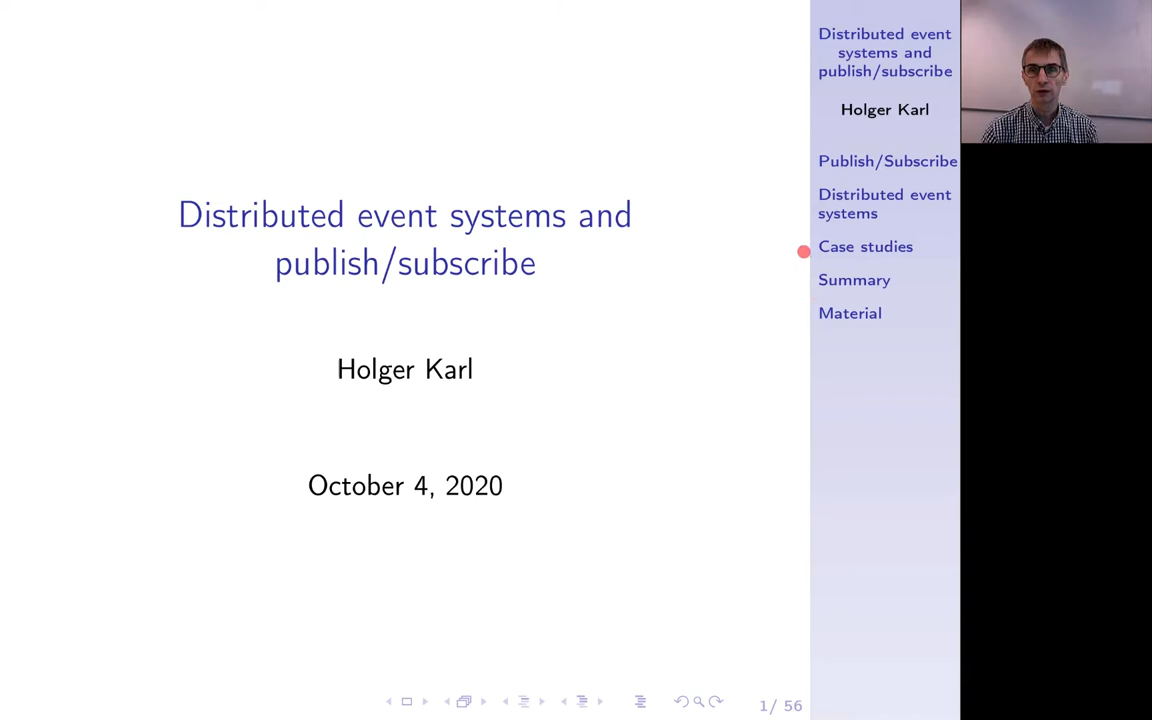 Distributed event systems and
publish/subscribe
Holger Karl
October 4, 2020
1/ 56
Distributed event
systems and
publish/subscribe
Holger Karl
Publish/Subscribe
Distributed event
systems
Case studies
Summary
Material